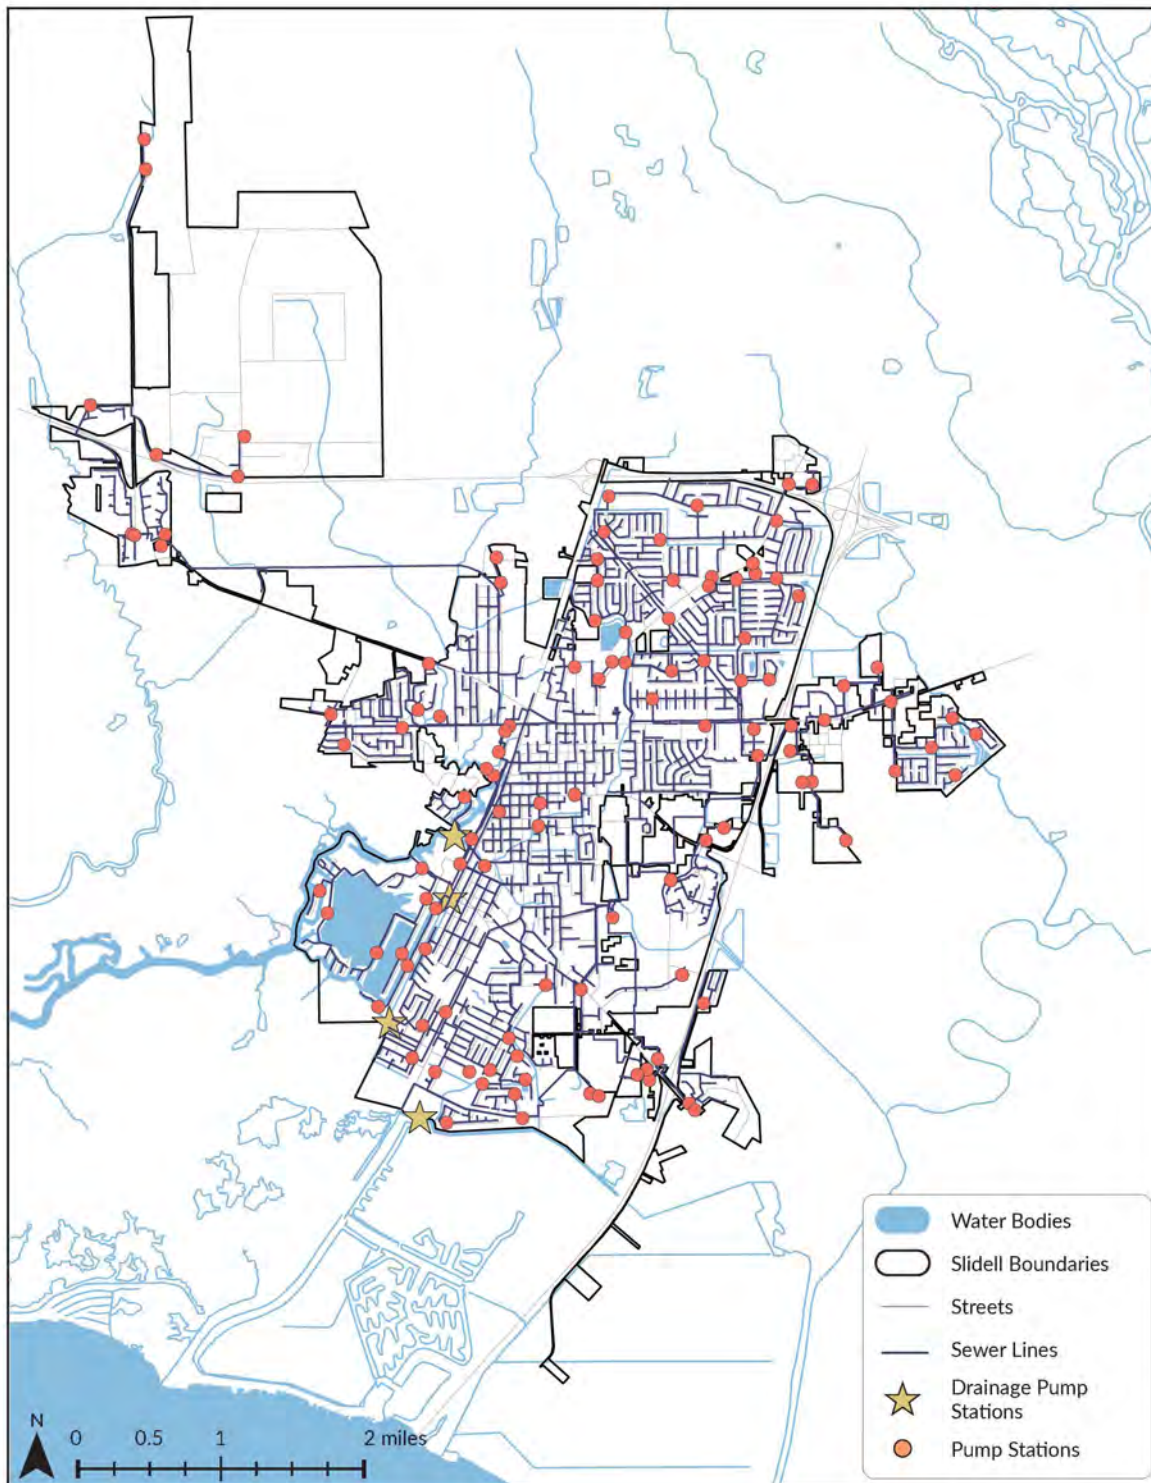 Water Bodies
Slidell Boundaries
Streets
Sewer Lines
Drainage Pump
Stations
Pump Stations
N
0 0.5 1 2 miles